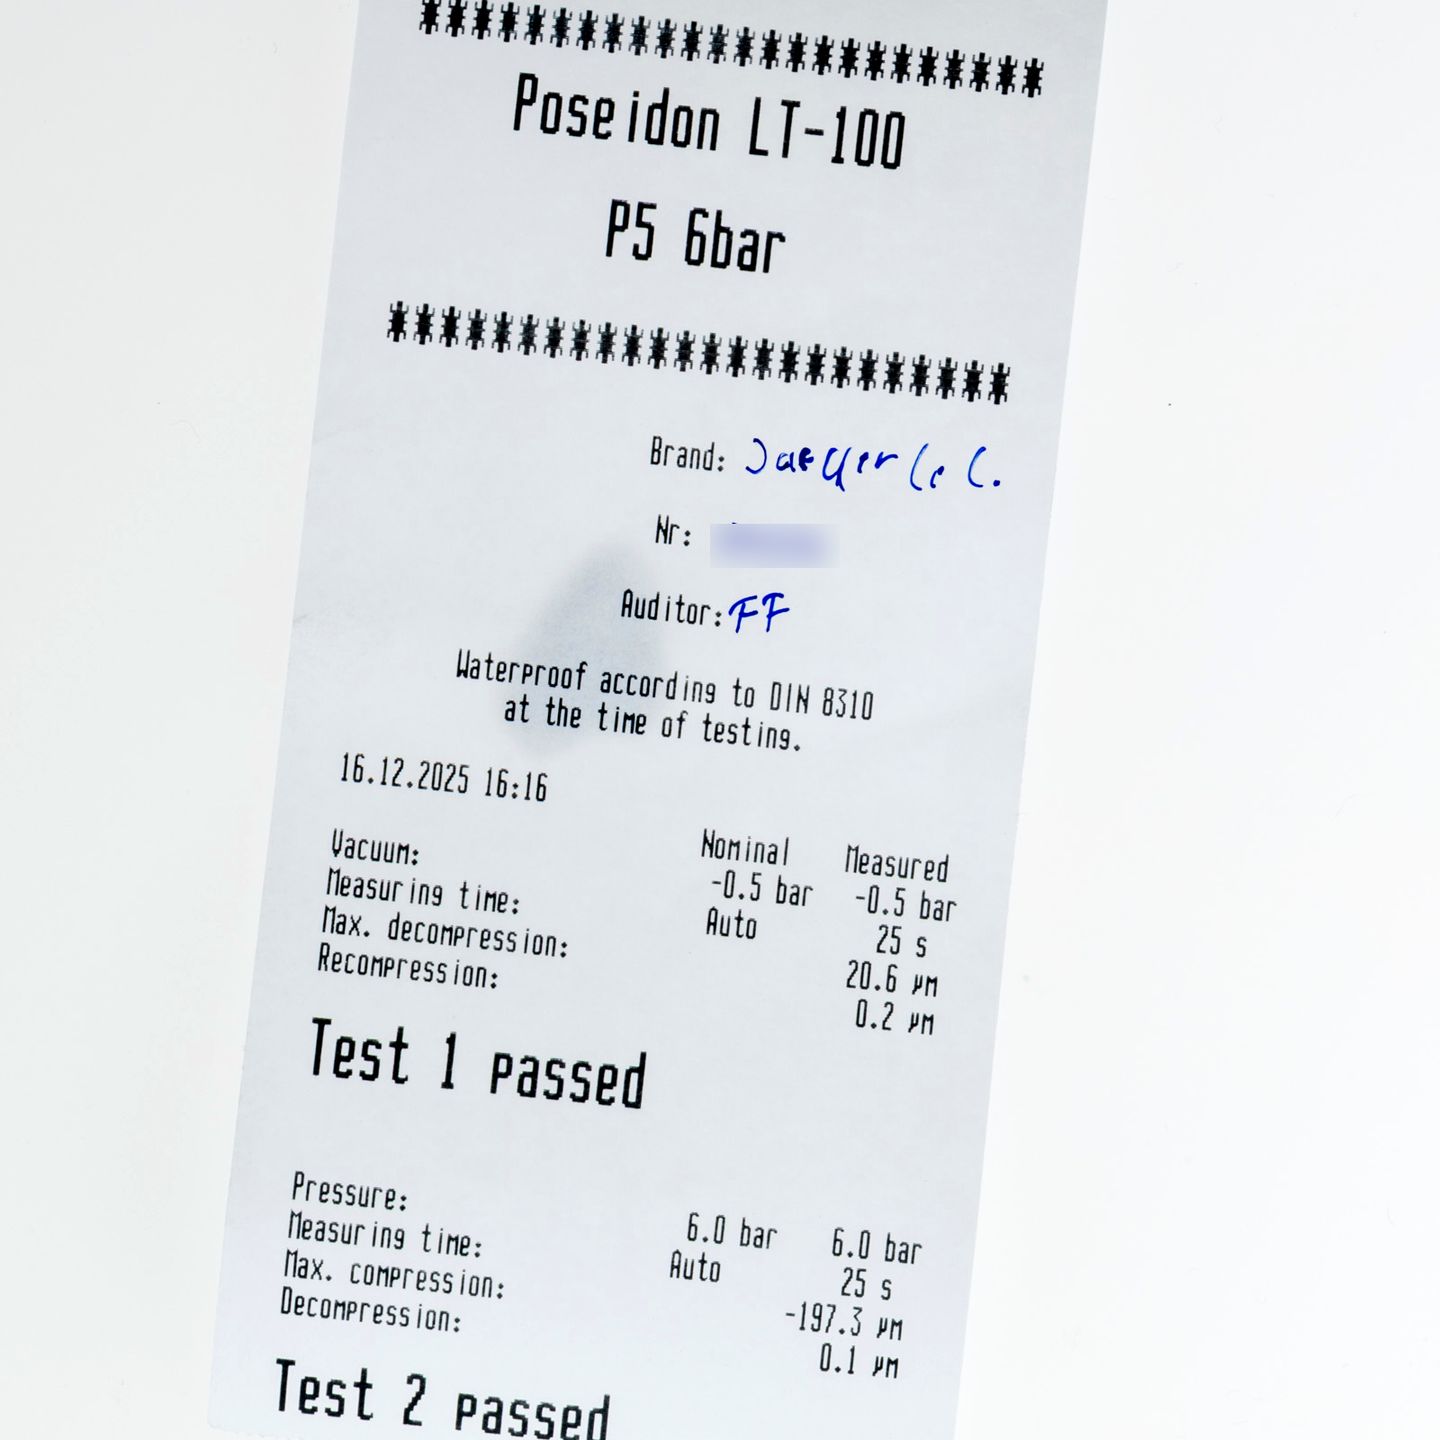 ************************
Poseidon LT-100
P5 6bar
************************
Brand: Jaeger LeC.
Nr:
Auditor: FF
Waterproof according to DIN 8310
at the time of testing.
16.12.2025 16:16
Nominal Measured
Vacuum: -0.5 bar -0.5 bar
Measuring time: Auto 25 s
Max. decompression: 20.6 µm
Recompression: 0.2 µm
Test 1 passed
Pressure: 6.0 bar 6.0 bar
Measuring time: Auto 25 s
Max. compression: -197.3 µm
Decompression: 0.1 µm
Test 2 passed